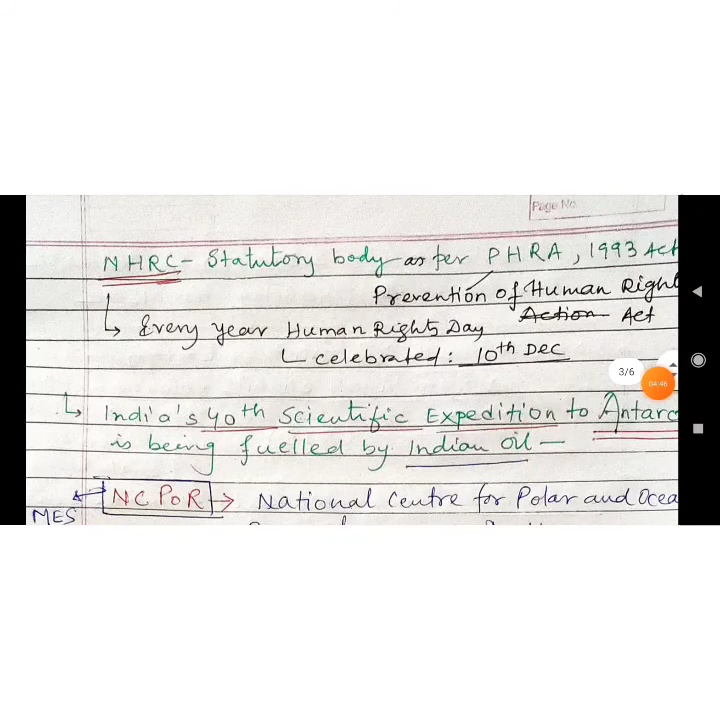 Page No.
NHRC - Statutory body as per PHRA, 1993 Act
Prevention of Human Right
Action Act
↳ Every year Human Rights Day
↳ celebrated: 10th Dec
3/6
04:46
↳ India's 40th Scientific Expedition to Antarc
is being fuelled by Indian oil —
NCPoR → National Centre for Polar and Ocea
MES